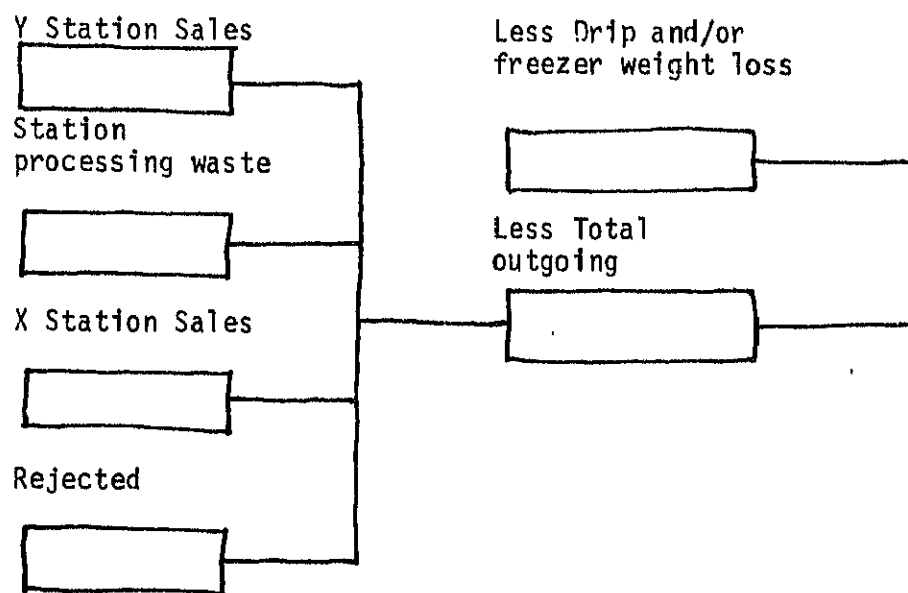 Y Station Sales
Station
processing waste
X Station Sales
Rejected
Less Drip and/or
freezer weight loss
Less Total
outgoing